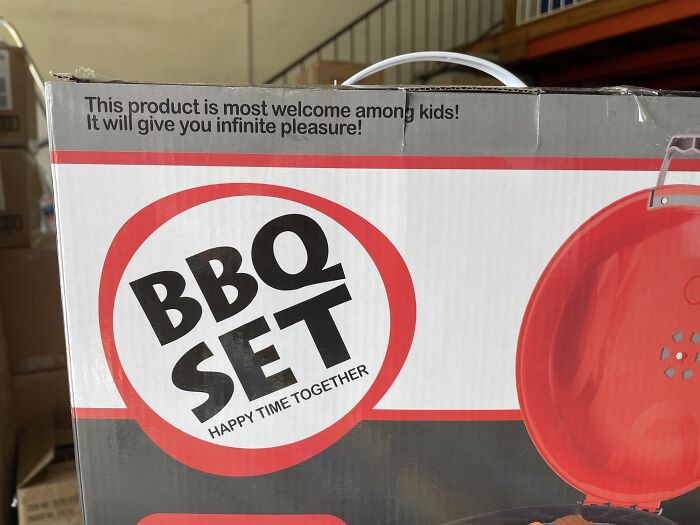 This product is most welcome among kids!
It will give you infinite pleasure!
BBQ
SET
HAPPY TIME TOGETHER